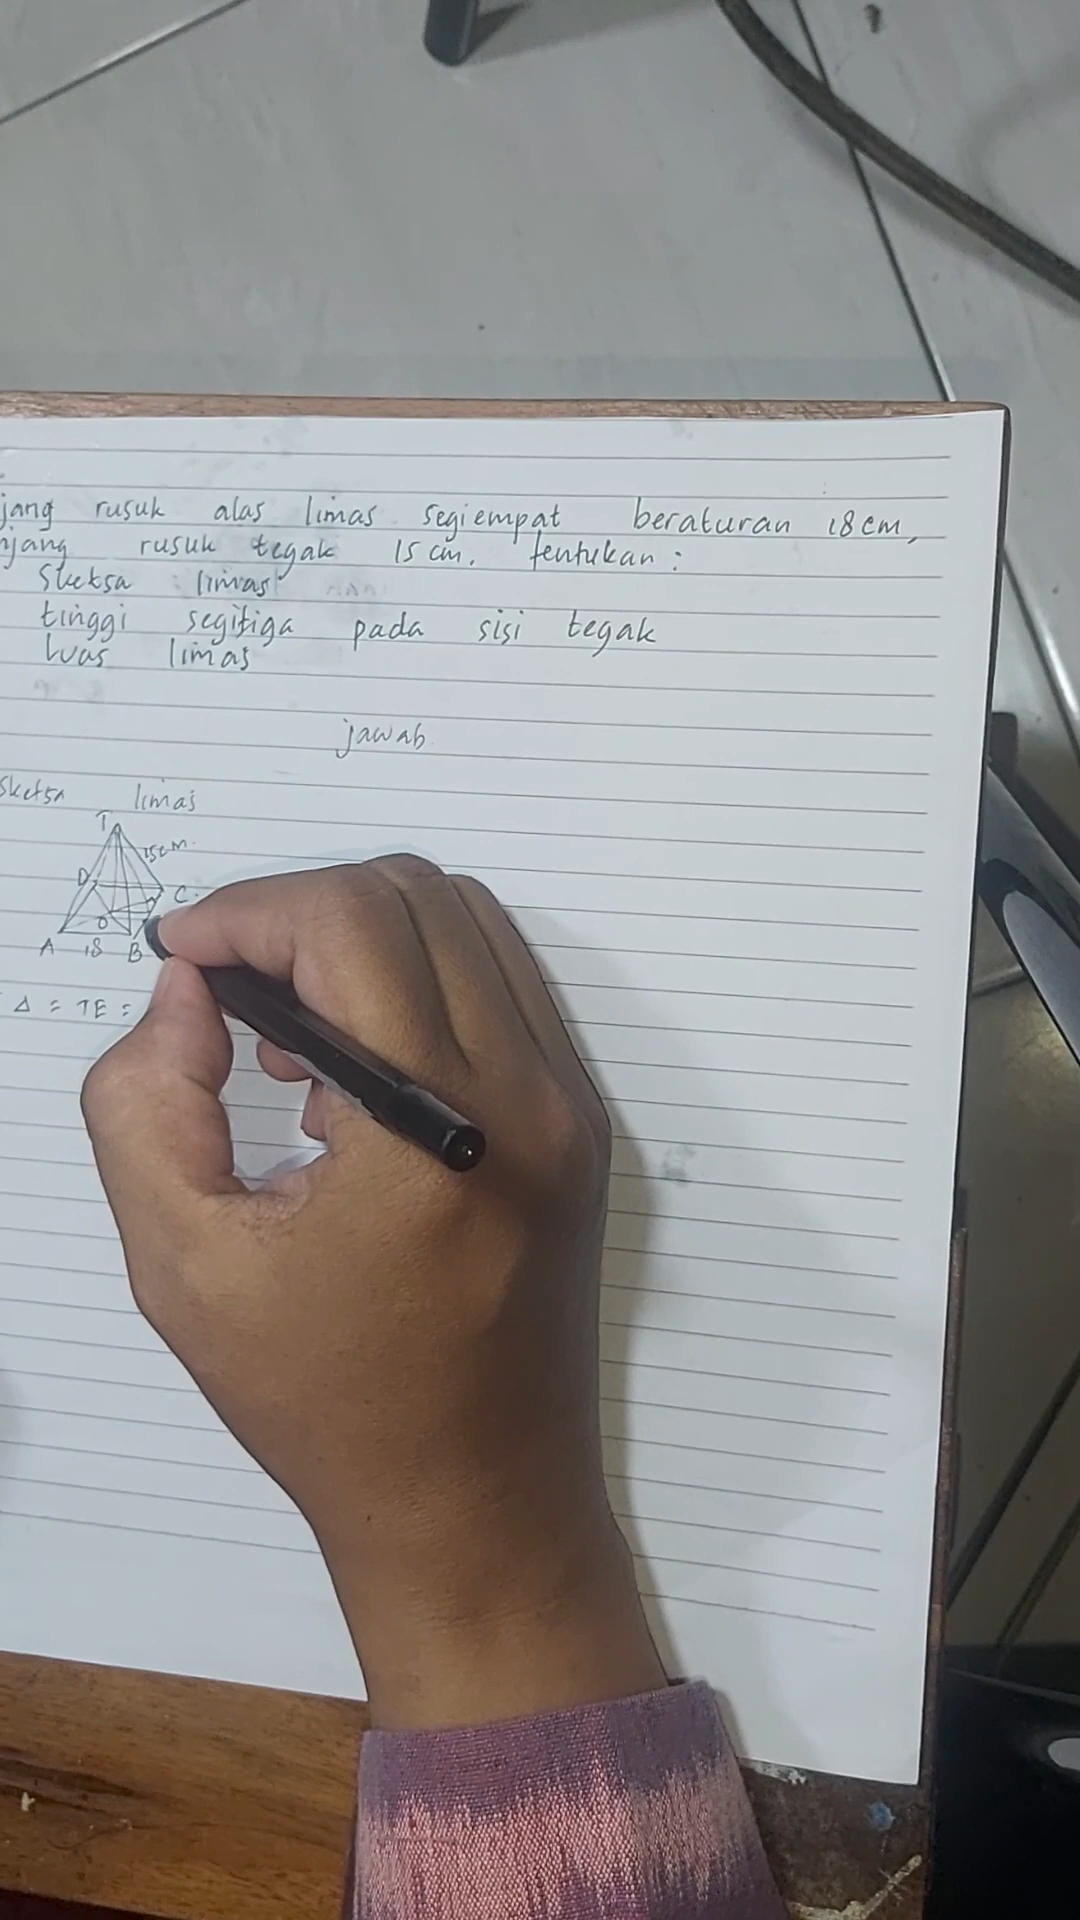 jang rusuk alas limas segiempat beraturan 18 cm,
njang rusuk tegak 15 cm. tentukan:
Sketsa limas
tinggi segitiga pada sisi tegak
luas limas
jawab
Sketsa limas
T
15cm.
D
C
O
A 18 B
Δ = TE =